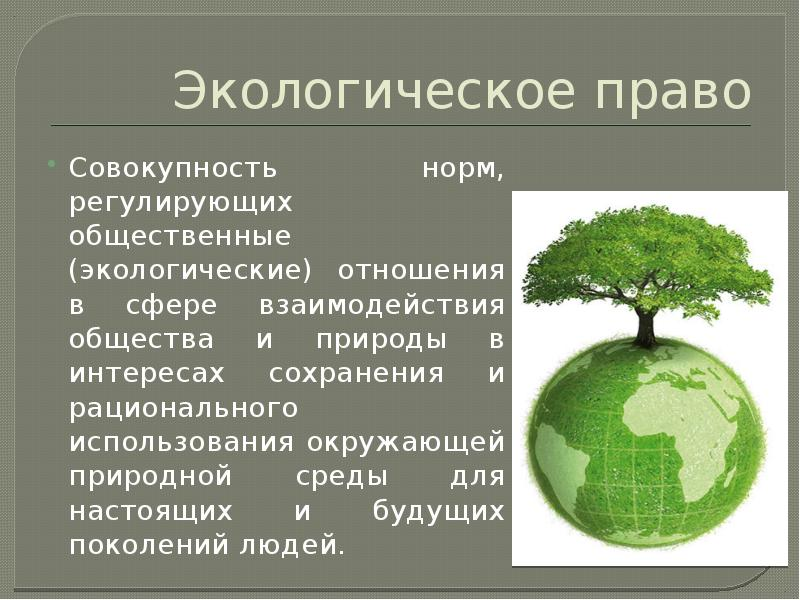 Экологическое право
Совокупность норм,
регулирующих
общественные
(экологические) отношения
в сфере взаимодействия
общества и природы в
интересах сохранения и
рационального
использования окружающей
природной среды для
настоящих и будущих
поколений людей.